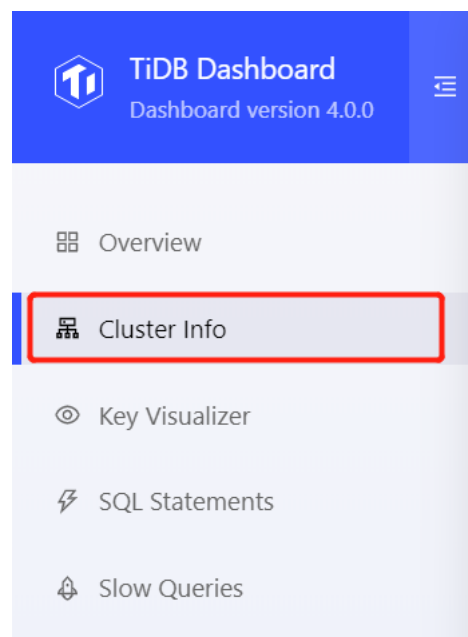 TiDB Dashboard
Dashboard version 4.0.0
Overview
Cluster Info
Key Visualizer
SQL Statements
Slow Queries